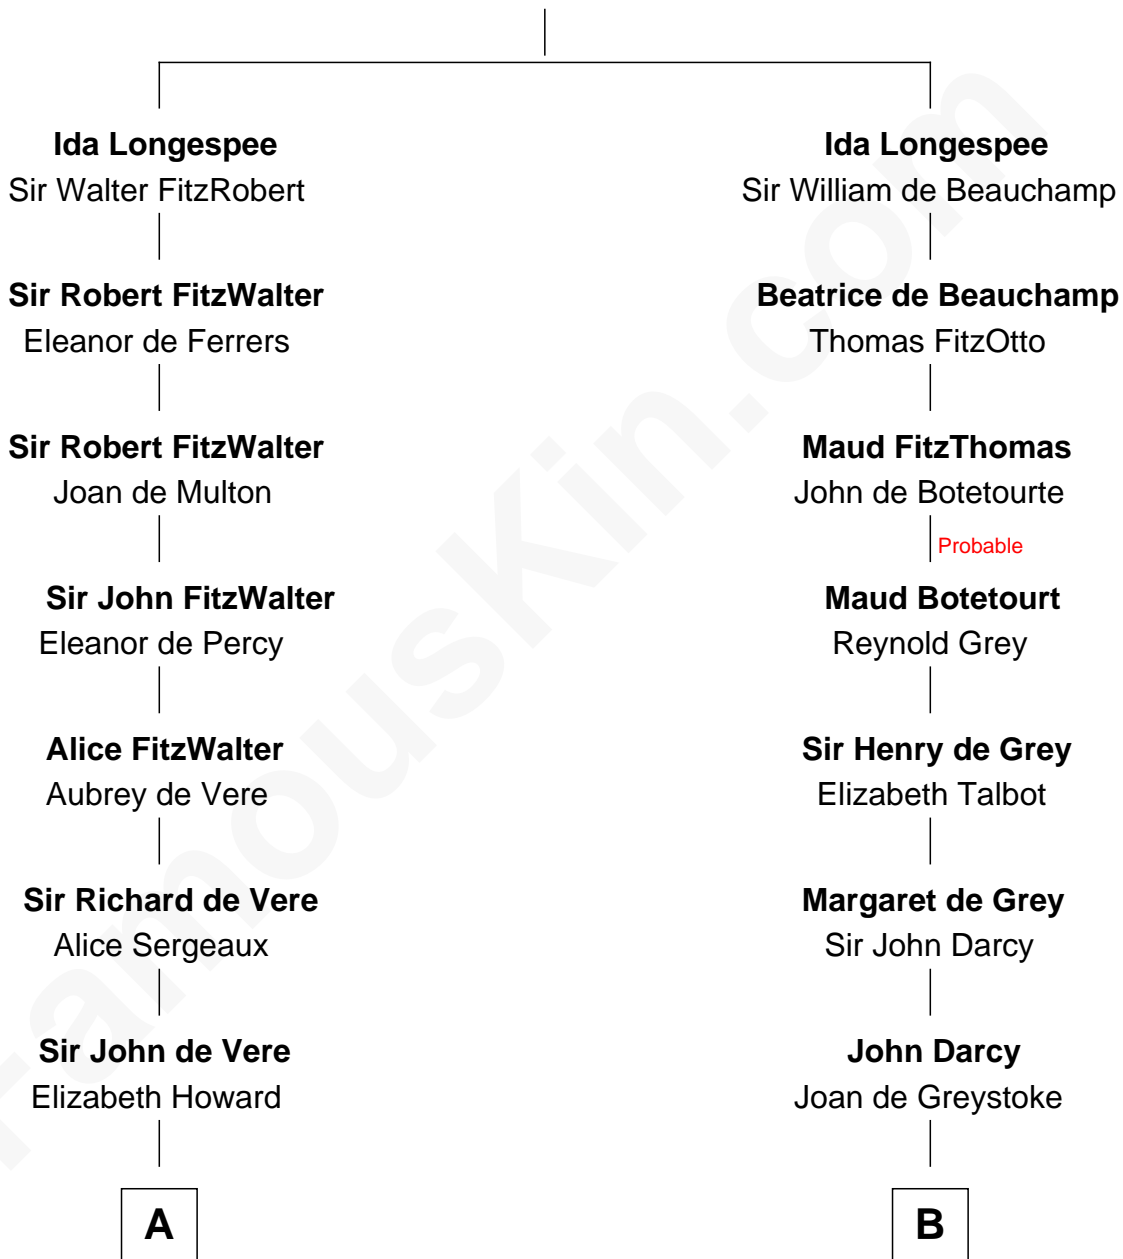 Ida Longespee
Sir Walter FitzRobert
Sir Robert FitzWalter
Eleanor de Ferrers
Sir Robert FitzWalter
Joan de Multon
Sir John FitzWalter
Eleanor de Percy
Alice FitzWalter
Aubrey de Vere
Sir Richard de Vere
Alice Sergeaux
Sir John de Vere
Elizabeth Howard
A
Ida Longespee
Sir William de Beauchamp
Beatrice de Beauchamp
Thomas FitzOtto
Maud FitzThomas
John de Botetourte
Probable
Maud Botetourt
Reynold Grey
Sir Henry de Grey
Elizabeth Talbot
Margaret de Grey
Sir John Darcy
John Darcy
Joan de Greystoke
B
FamousKin.com